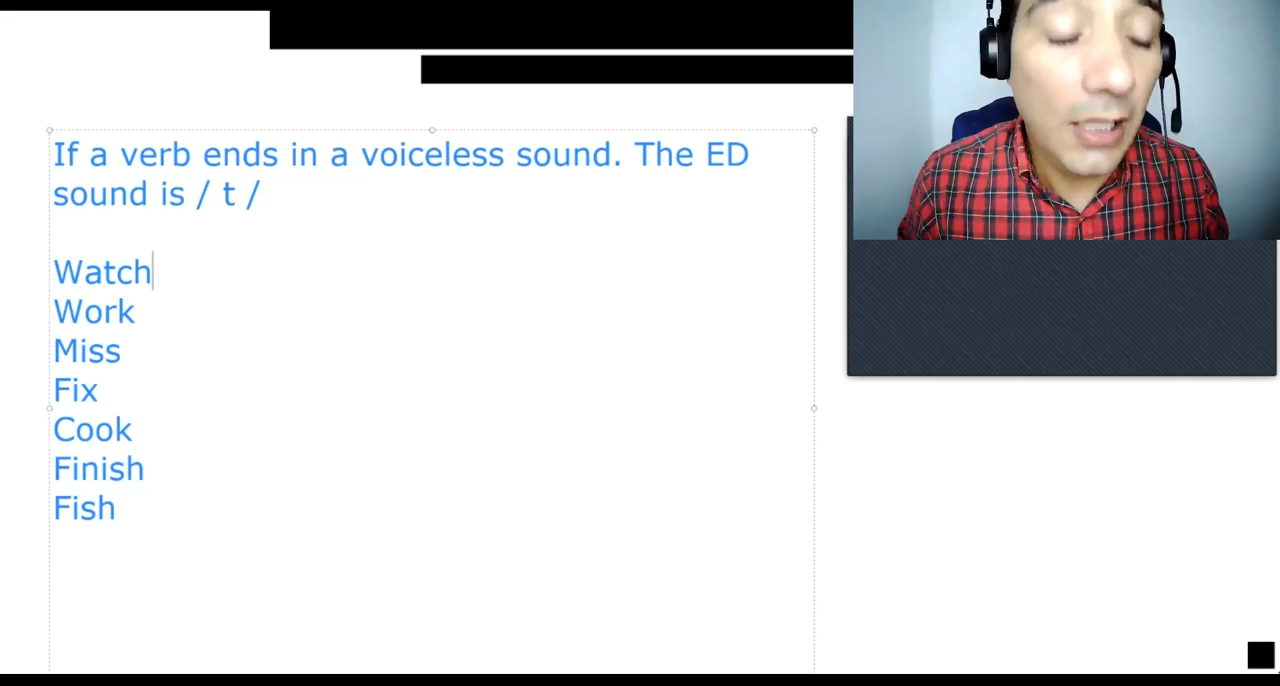 If a verb ends in a voiceless sound. The ED
sound is / t /
Watch
Work
Miss
Fix
Cook
Finish
Fish